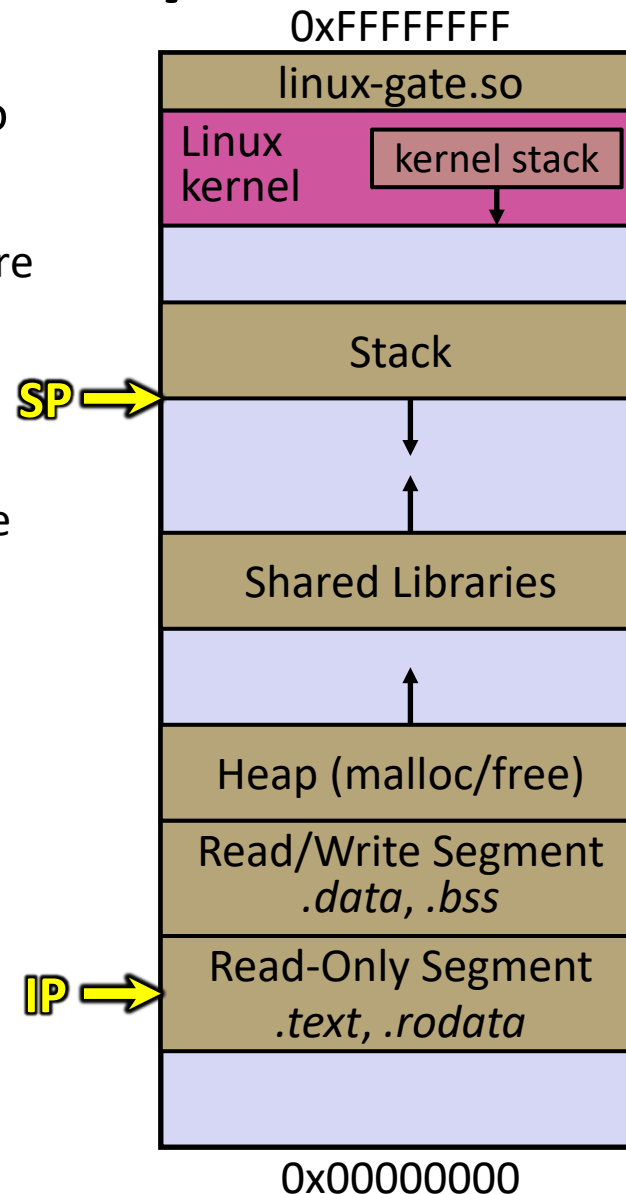 0xFFFFFFFF
linux-gate.so
Linux
kernel
kernel stack
re
Stack
SP
e
Shared Libraries
Heap (malloc/free)
Read/Write Segment
.data, .bss
Read-Only Segment
IP
.text, .rodata
0x00000000